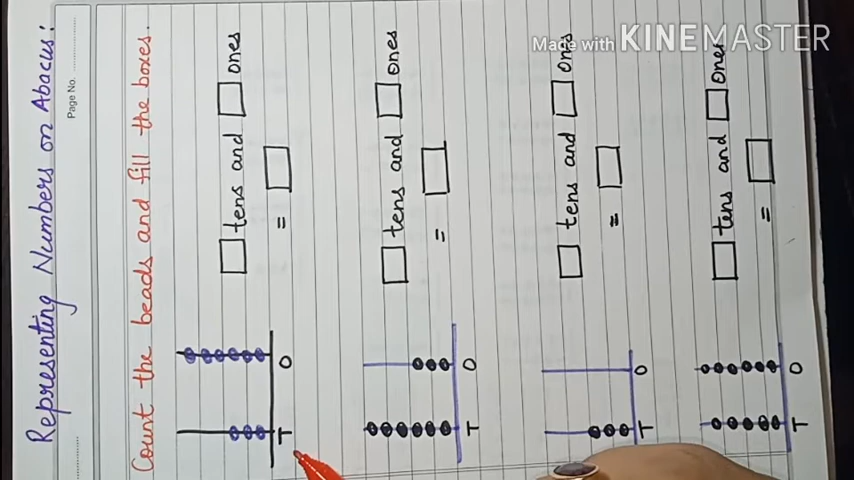 Representing Numbers on Abacus:
Page No. ..................
Count the beads and fill the boxes.
tens and ones
=
T O
tens and ones
=
T O
tens and ones
=
T O
tens and ones
=
T O
Made with KINEMASTER